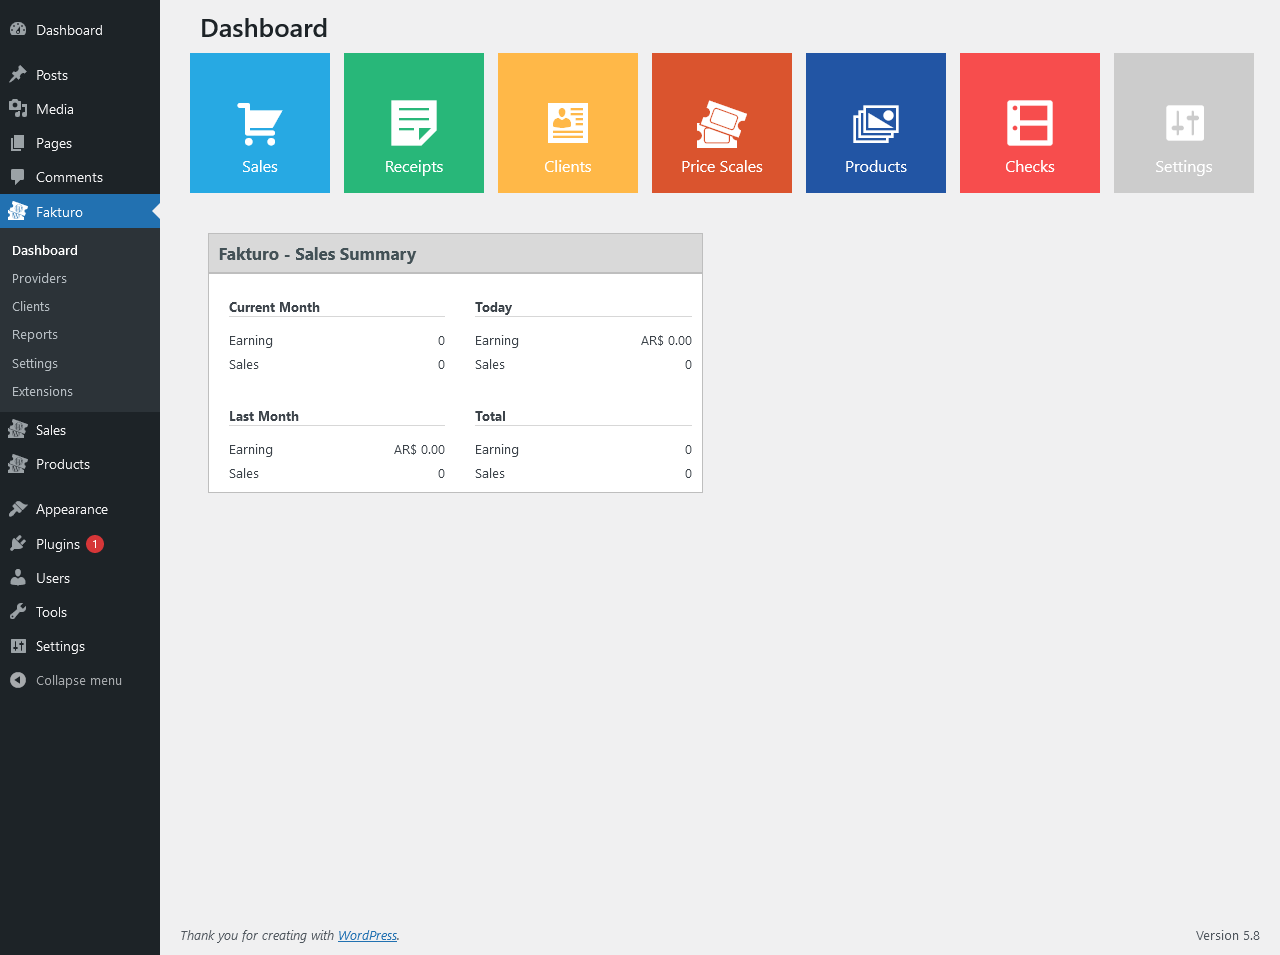 Dashboard
Posts
Media
Pages
Comments
Fakturo
Dashboard
Providers
Clients
Reports
Settings
Extensions
Sales
Products
Appearance
Plugins 1
Users
Tools
Settings
Collapse menu
Dashboard
Sales
Receipts
Clients
Price Scales
Products
Checks
Settings
Fakturo - Sales Summary
Current Month
Earning 0
Sales 0
Today
Earning AR$ 0.00
Sales 0
Last Month
Earning AR$ 0.00
Sales 0
Total
Earning 0
Sales 0
Thank you for creating with WordPress.
Version 5.8